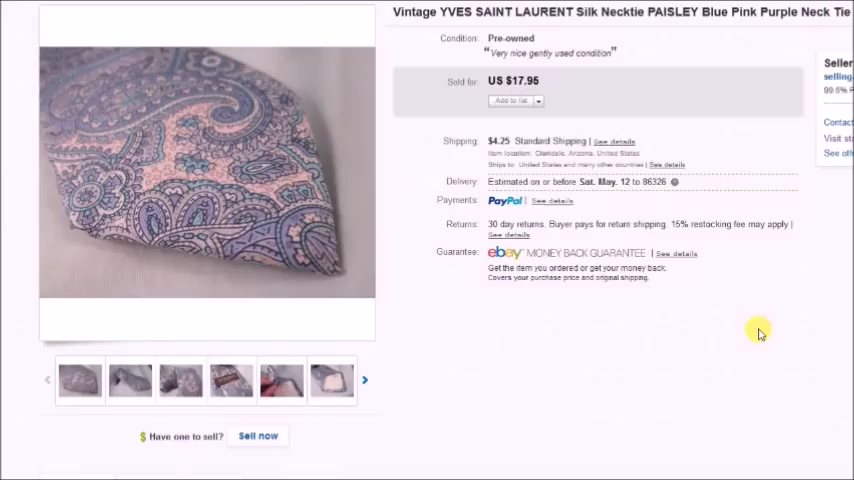 Vintage YVES SAINT LAURENT Silk Necktie PAISLEY Blue Pink Purple Neck Tie
Condition: Pre-owned
“Very nice gently used condition”
Sold for: US $17.95
Add to list
Shipping: $4.25 Standard Shipping | See details
Item location: Clarkdale, Arizona, United States
Ships to: United States and many other countries | See details
Delivery: Estimated on or before Sat. May. 12 to 86326
Payments: PayPal | See details
Returns: 30 day returns. Buyer pays for return shipping. 15% restocking fee may apply |
See details
Guarantee: ebay MONEY BACK GUARANTEE | See details
Get the item you ordered or get your money back.
Covers your purchase price and original shipping.
Seller
selling-
99.6%
Contact
Visit st
See oth
$ Have one to sell? Sell now